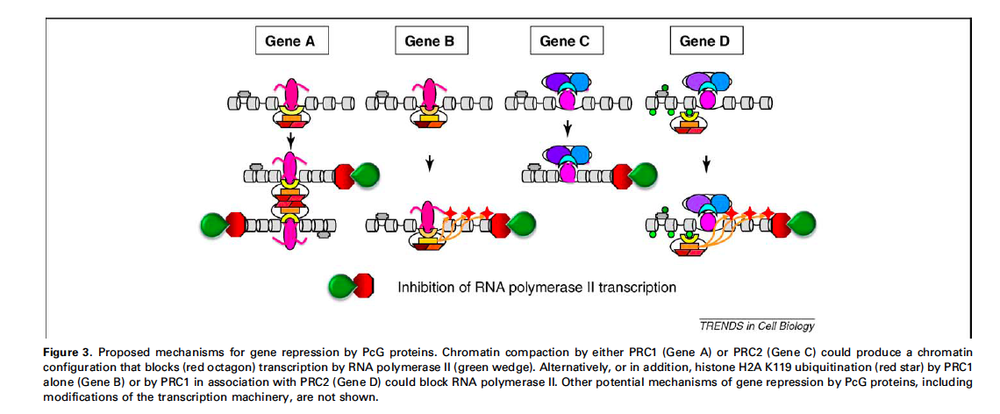 Gene A
Gene B
Gene C
Gene D
Inhibition of RNA polymerase II transcription
TRENDS in Cell Biology
Figure 3. Proposed mechanisms for gene repression by PcG proteins. Chromatin compaction by either PRC1 (Gene A) or PRC2 (Gene C) could produce a chromatin
configuration that blocks (red octagon) transcription by RNA polymerase II (green wedge). Alternatively, or in addition, histone H2A K119 ubiquitination (red star) by PRC1
alone (Gene B) or by PRC1 in association with PRC2 (Gene D) could block RNA polymerase II. Other potential mechanisms of gene repression by PcG proteins, including
modifications of the transcription machinery, are not shown.